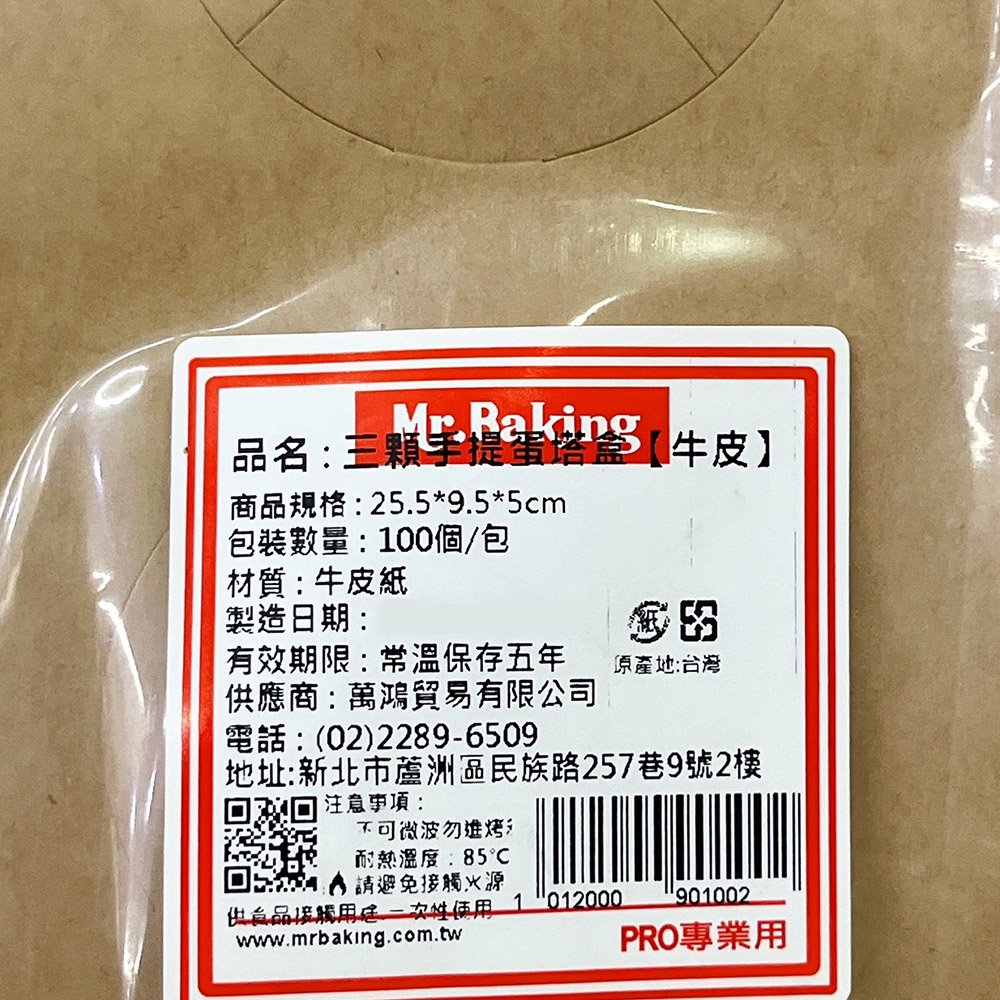 Mr.Baking
品名:三顆手提蛋塔盒【牛皮】
商品規格:25.5*9.5*5cm
包裝數量:100個/包
材質:牛皮紙
製造日期:
紙
有效期限:常溫保存五年
原產地:台灣
供應商:萬鴻貿易有限公司
電話:(02)2289-6509
地址:新北市蘆洲區民族路257巷9號2樓
注意事項:
不可微波勿進烤
耐熱溫度:85℃
請避免接觸火源
供食品接觸用途.一次性使用
1 012000 901002
www.mrbaking.com.tw
PRO專業用